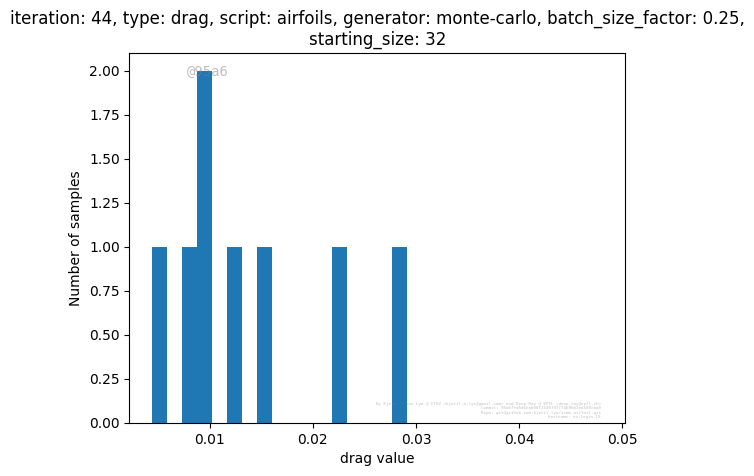 iteration: 44, type: drag, script: airfoils, generator: monte-carlo, batch_size_factor: 0.25,
starting_size: 32
@95a6
2.00
1.75
1.50
1.25
1.00
0.75
0.50
0.25
0.00
Number of samples
0.01 0.02 0.03 0.04 0.05
drag value